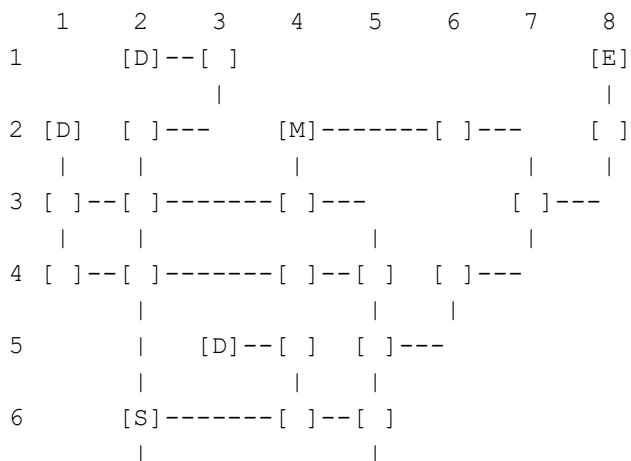 1    2    3    4    5    6    7    8
1        [D]--[ ]                     [E]
               |                       |
2   [D]  [ ]---    [M]-------[ ]---   [ ]
     |    |         |              |   |
3   [ ]--[ ]-------[ ]---         [ ]---
     |    |              |         |
4   [ ]--[ ]-------[ ]--[ ]  [ ]---
          |              |    |
5         |   [D]--[ ]  [ ]---
          |         |    |
6        [S]-------[ ]--[ ]
          |              |